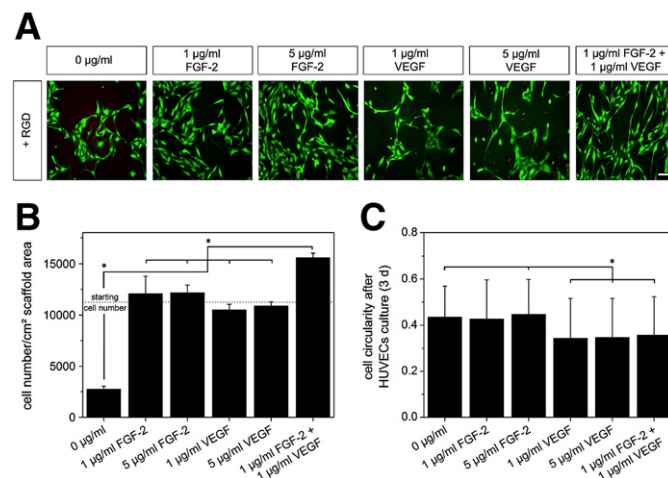 A
0 µg/ml
1 µg/ml
FGF-2
5 µg/ml
FGF-2
1 µg/ml
VEGF
5 µg/ml
VEGF
1 µg/ml FGF-2 +
1 µg/ml VEGF
+ RGD
B
cell number/cm² scaffold area
15000
10000
5000
0
*
*
starting
cell number
0 µg/ml
1 µg/ml FGF-2
5 µg/ml FGF-2
1 µg/ml VEGF
5 µg/ml VEGF
1 µg/ml FGF-2 +
1 µg/ml VEGF
C
cell circularity after
HUVECs culture (3 d)
0.8
0.6
0.4
0.2
0.0
*
0 µg/ml
1 µg/ml FGF-2
5 µg/ml FGF-2
1 µg/ml VEGF
5 µg/ml VEGF
1 µg/ml FGF-2 +
1 µg/ml VEGF